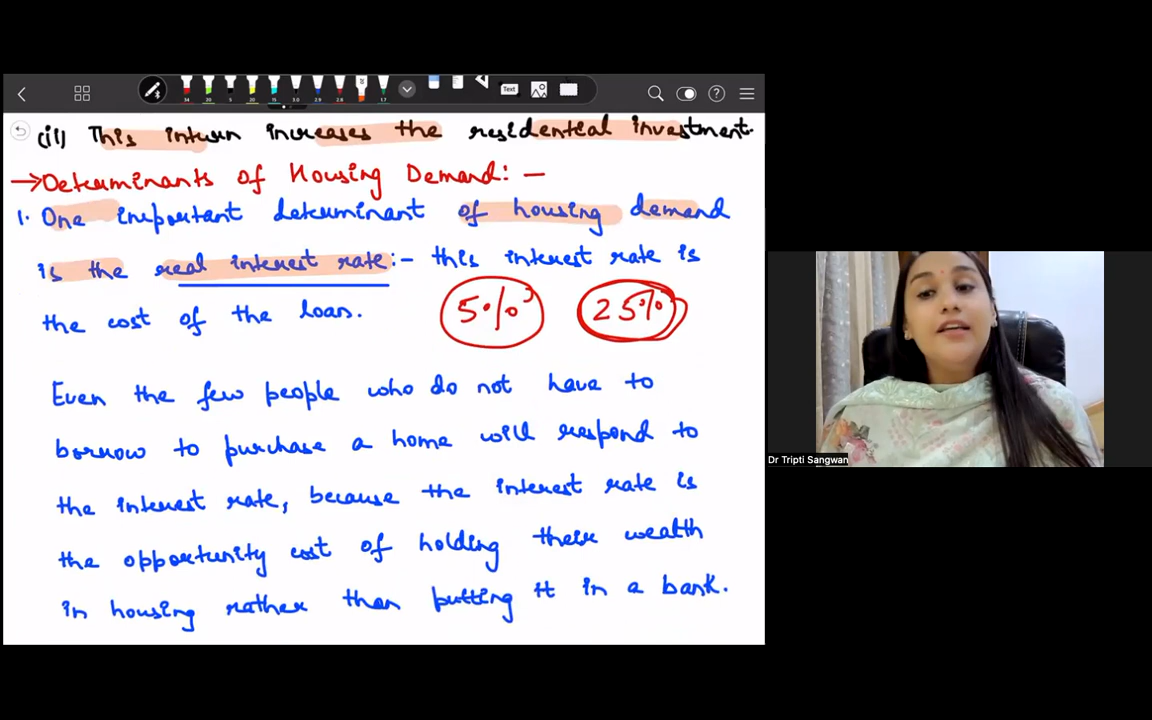 Text
(ii) This inturn increases the residential investment.
→ Determinants of Housing Demand: —
1. One important determinant of housing demand
is the real interest rate :- this interest rate is
the cost of the loan. 5% 25%
Even the few people who do not have to
borrow to purchase a home will respond to
the interest rate, because the interest rate is
the opportunity cost of holding their wealth
in housing rather than putting it in a bank.
Dr Tripti Sangwan